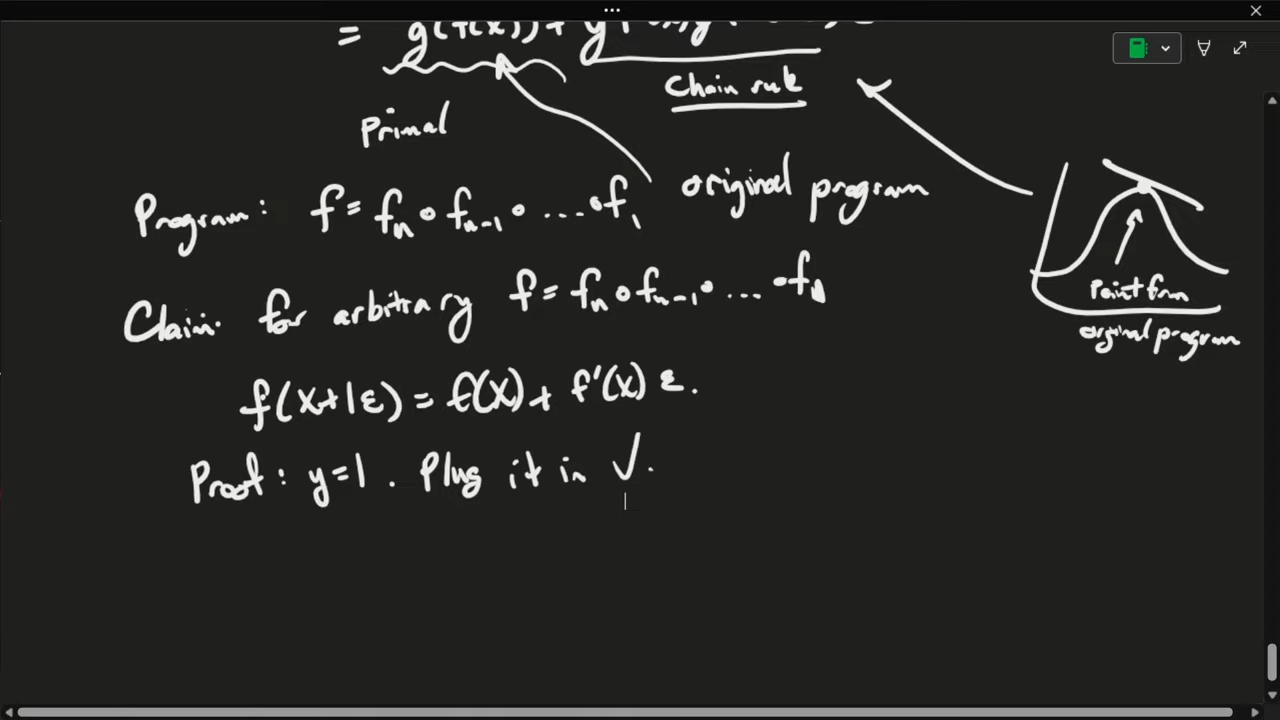 = g(f(x)) + y f'(x) g'
Chain rule
Primal
original program
Program: f = fₙ ∘ fₙ₋₁ ∘ .... ∘ f₁
Claim: for arbitrary f = fₙ ∘ fₙ₋₁ ∘ ... ∘ f₁
Point from
original program
f(x+1ε) = f(x) + f'(x) ε.
Proof: y=1. Plug it in ✓.